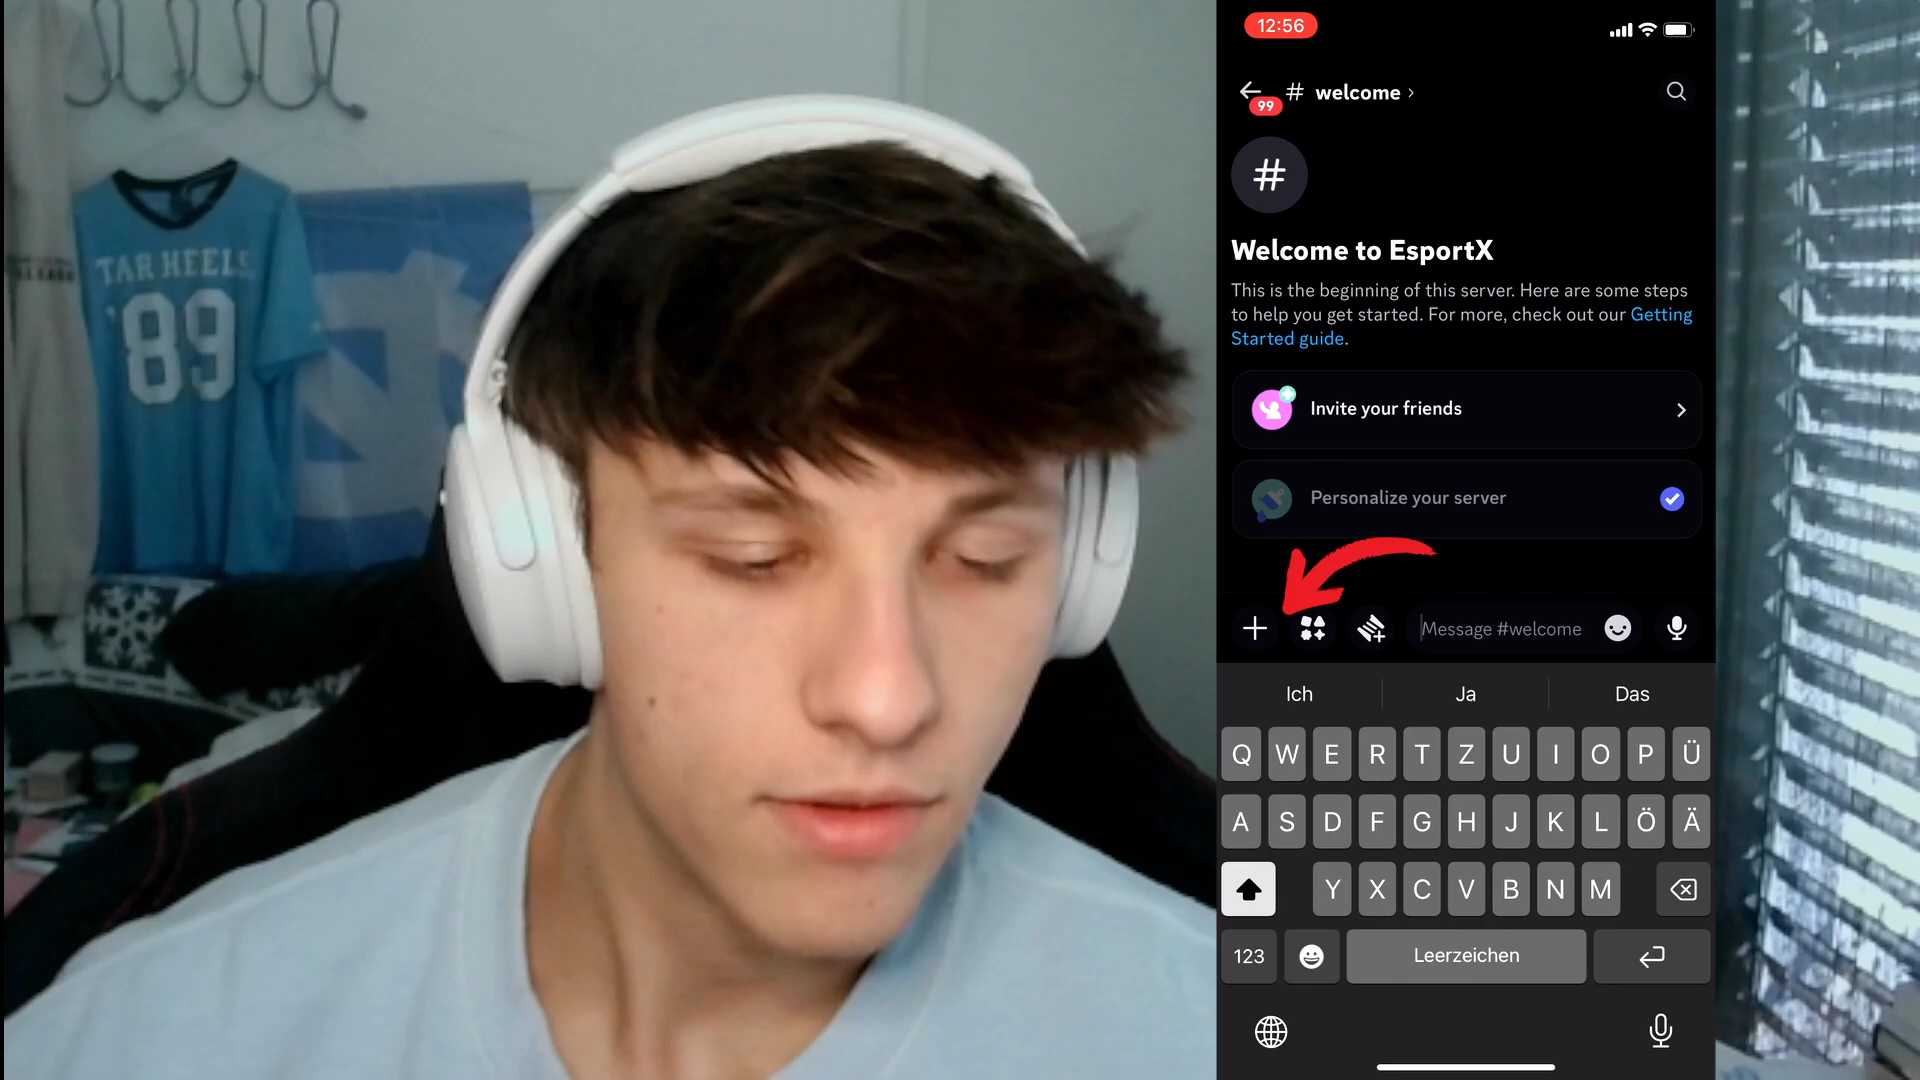 TAR HEELS
89
12:56
99
# welcome ›
#
Welcome to EsportX
This is the beginning of this server. Here are some steps
to help you get started. For more, check out our Getting
Started guide.
Invite your friends
Personalize your server
Message #welcome
Ich Ja Das
Q W E R T Z U I O P Ü
A S D F G H J K L Ö Ä
Y X C V B N M
123 Leerzeichen